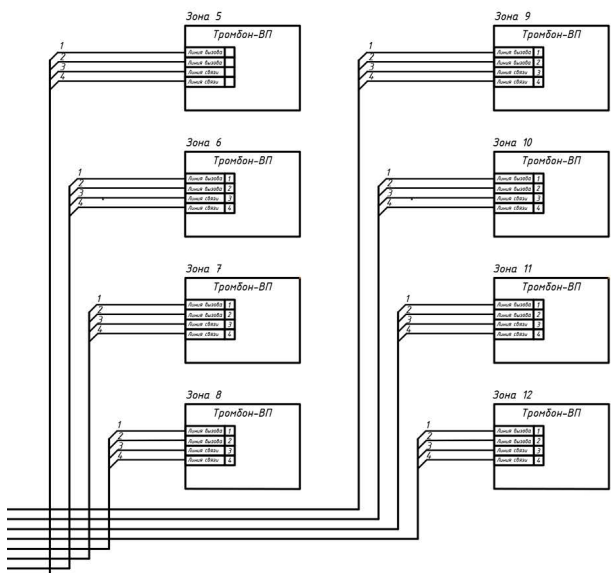 Зона 5
Тромбон-ВП
1
Линия вызова
2
Линия вызова
3
Линия связи
4
Линия связи
Зона 6
Тромбон-ВП
1
Линия вызова 1
2
Линия вызова 2
3
Линия связи 3
4
Линия связи 4
Зона 7
Тромбон-ВП
1
Линия вызова 1
2
Линия вызова 2
3
Линия связи 3
4
Линия связи 4
Зона 8
Тромбон-ВП
1
Линия вызова 1
2
Линия вызова 2
3
Линия связи 3
4
Линия связи 4
Зона 9
Тромбон-ВП
1
Линия вызова 1
2
Линия вызова 2
3
Линия связи 3
4
Линия связи 4
Зона 10
Тромбон-ВП
1
Линия вызова 1
2
Линия вызова 2
3
Линия связи 3
4
Линия связи 4
Зона 11
Тромбон-ВП
1
Линия вызова 1
2
Линия вызова 2
3
Линия связи 3
4
Линия связи 4
Зона 12
Тромбон-ВП
1
Линия вызова 1
2
Линия вызова 2
3
Линия связи 3
4
Линия связи 4